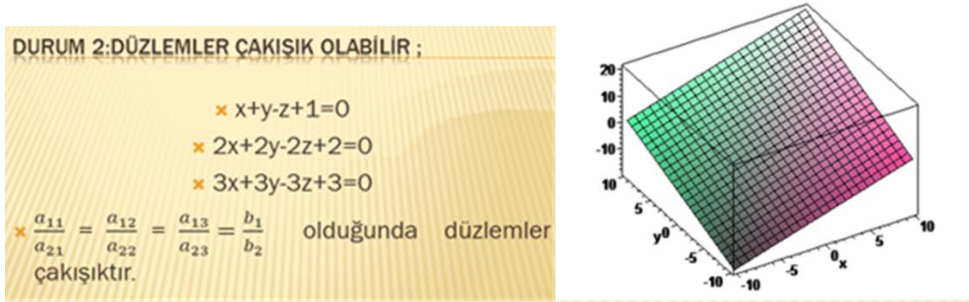 DURUM 2:DÜZLEMLER ÇAKIŞIK OLABİLİR ;
x+y-z+1=0
2x+2y-2z+2=0
3x+3y-3z+3=0
a₁₁/a₂₁ = a₁₂/a₂₂ = a₁₃/a₂₃ = b₁/b₂ olduğunda düzlemler
çakışıktır.
20
10
0
-10
10
5
y0
-5
-10
-10
-5
0
x
5
10